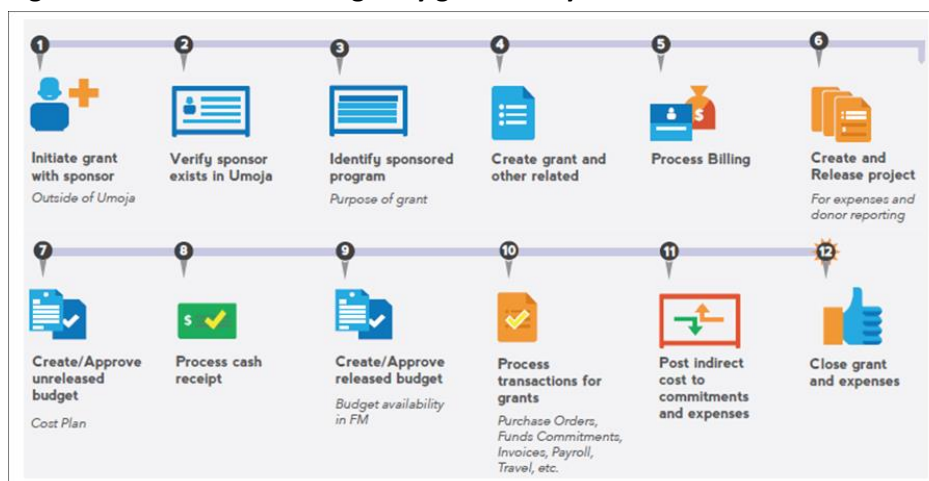 1
2
3
4
5
6
Initiate grant
with sponsor
Outside of Umoja
Verify sponsor
exists in Umoja
Identify sponsored
program
Purpose of grant
Create grant and
other related
Process Billing
$
Create and
Release project
For expenses and
donor reporting
7
8
9
10
11
12
Create/Approve
unreleased
budget
Cost Plan
$
Process cash
receipt
Create/Approve
released budget
Budget availability
in FM
Process
transactions for
grants
Purchase Orders,
Funds Commitments,
Invoices, Payroll,
Travel, etc.
Post indirect
cost to
commitments
and expenses
Close grant
and expenses